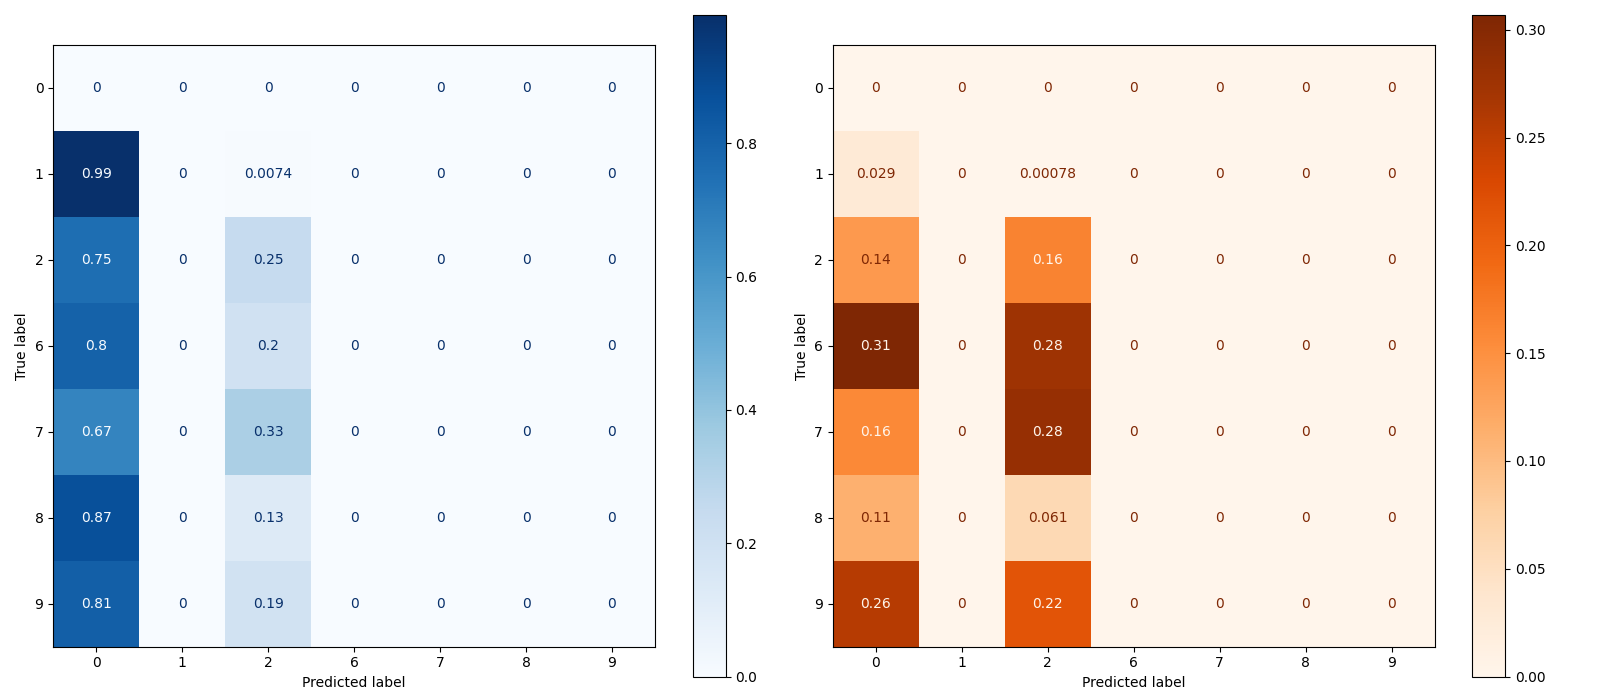 0 0 0 0 0 0 0 0
1 0.99 0 0.0074 0 0 0 0
2 0.75 0 0.25 0 0 0 0
6 0.8 0 0.2 0 0 0 0
7 0.67 0 0.33 0 0 0 0
8 0.87 0 0.13 0 0 0 0
9 0.81 0 0.19 0 0 0 0
0 1 2 6 7 8 9
True label
Predicted label
0.8
0.6
0.4
0.2
0.0
0 0 0 0 0 0 0 0
1 0.029 0 0.00078 0 0 0 0
2 0.14 0 0.16 0 0 0 0
6 0.31 0 0.28 0 0 0 0
7 0.16 0 0.28 0 0 0 0
8 0.11 0 0.061 0 0 0 0
9 0.26 0 0.22 0 0 0 0
0 1 2 6 7 8 9
True label
Predicted label
0.30
0.25
0.20
0.15
0.10
0.05
0.00